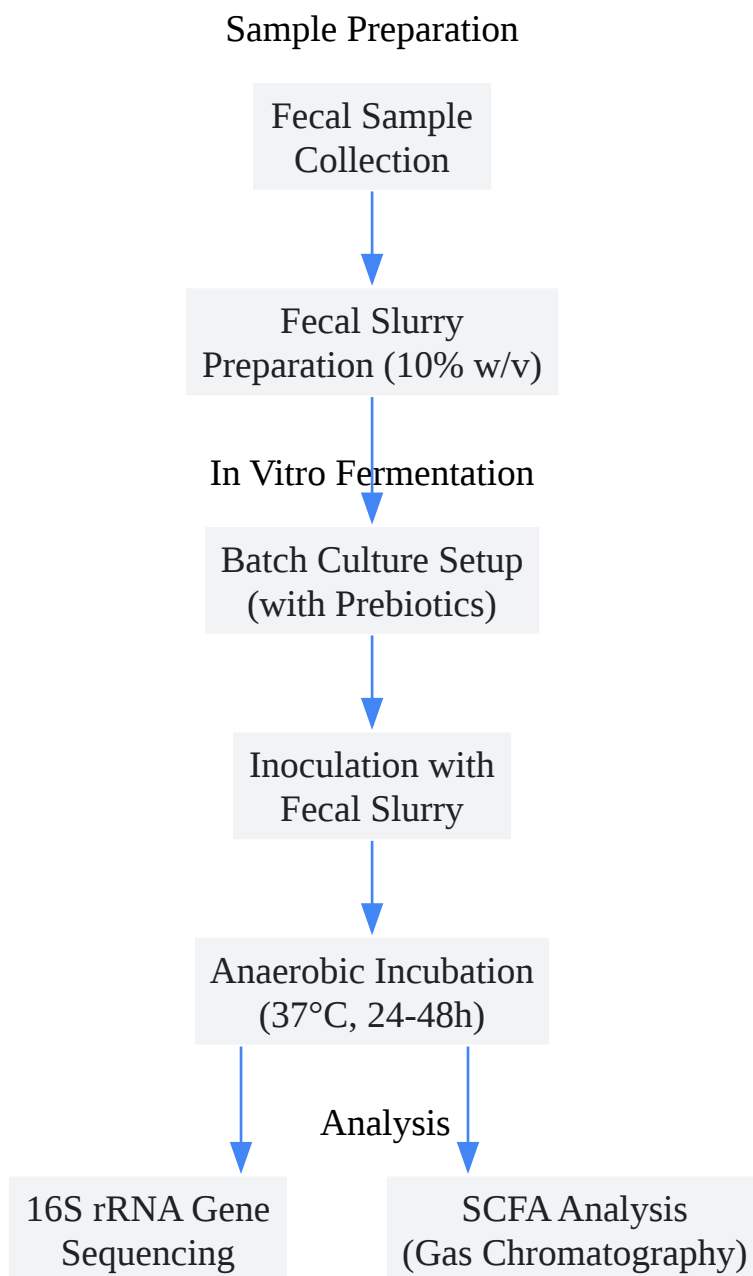 Sample Preparation
Fecal Sample
Collection
Fecal Slurry
Preparation (10% w/v)
In Vitro Fermentation
Batch Culture Setup
(with Prebiotics)
Inoculation with
Fecal Slurry
Anaerobic Incubation
(37°C, 24-48h)
Analysis
16S rRNA Gene
Sequencing
SCFA Analysis
(Gas Chromatography)